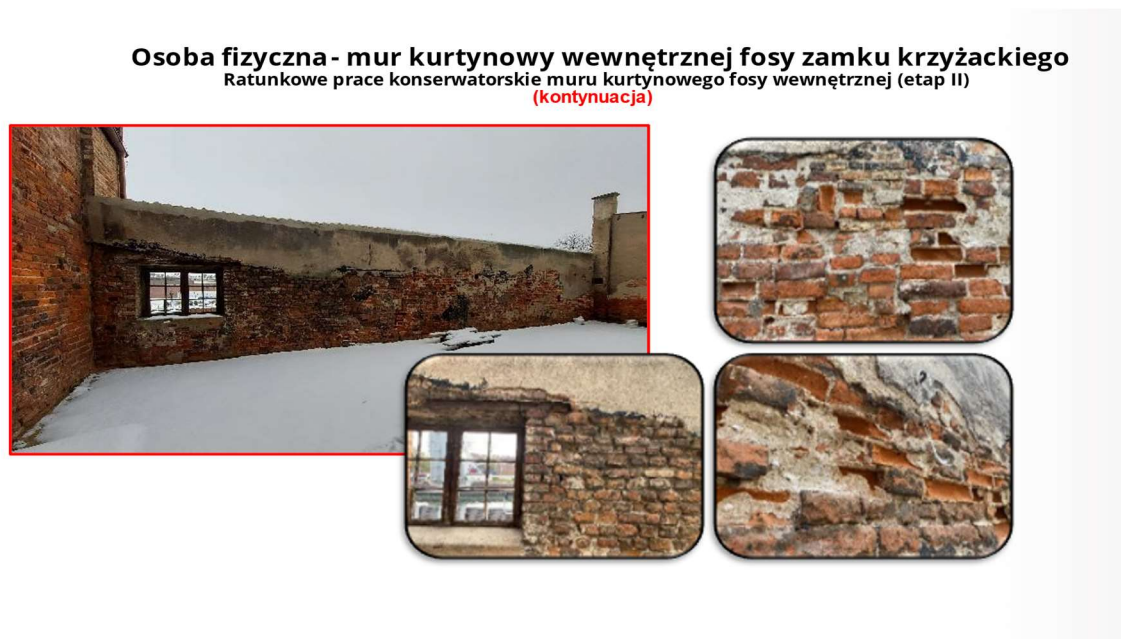 Osoba fizyczna - mur kurtynowy wewnętrznej fosy zamku krzyżackiego
Ratunkowe prace konserwatorskie muru kurtynowego fosy wewnętrznej (etap II)
(kontynuacja)